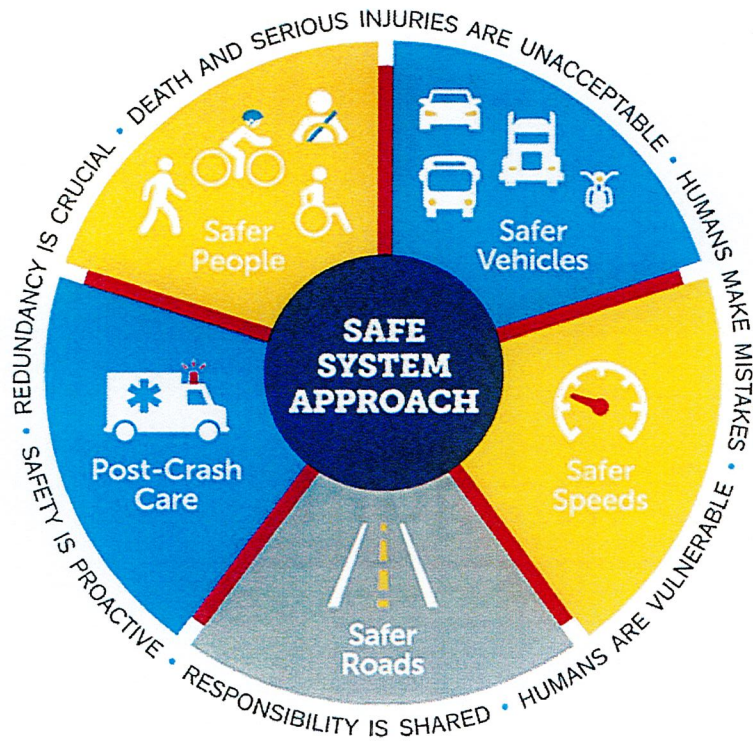 DEATH AND SERIOUS INJURIES ARE UNACCEPTABLE • HUMANS MAKE MISTAKES • HUMANS ARE VULNERABLE • RESPONSIBILITY IS SHARED • SAFETY IS PROACTIVE • REDUNDANCY IS CRUCIAL •
Safer
People
Safer
Vehicles
SAFE
SYSTEM
APPROACH
Post-Crash
Care
Safer
Speeds
Safer
Roads